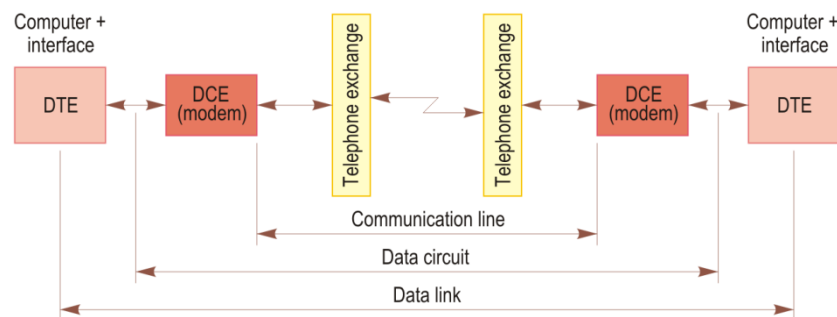 Computer +
interface
DTE
DCE
(modem)
Telephone exchange
Telephone exchange
DCE
(modem)
Computer +
interface
DTE
Communication line
Data circuit
Data link